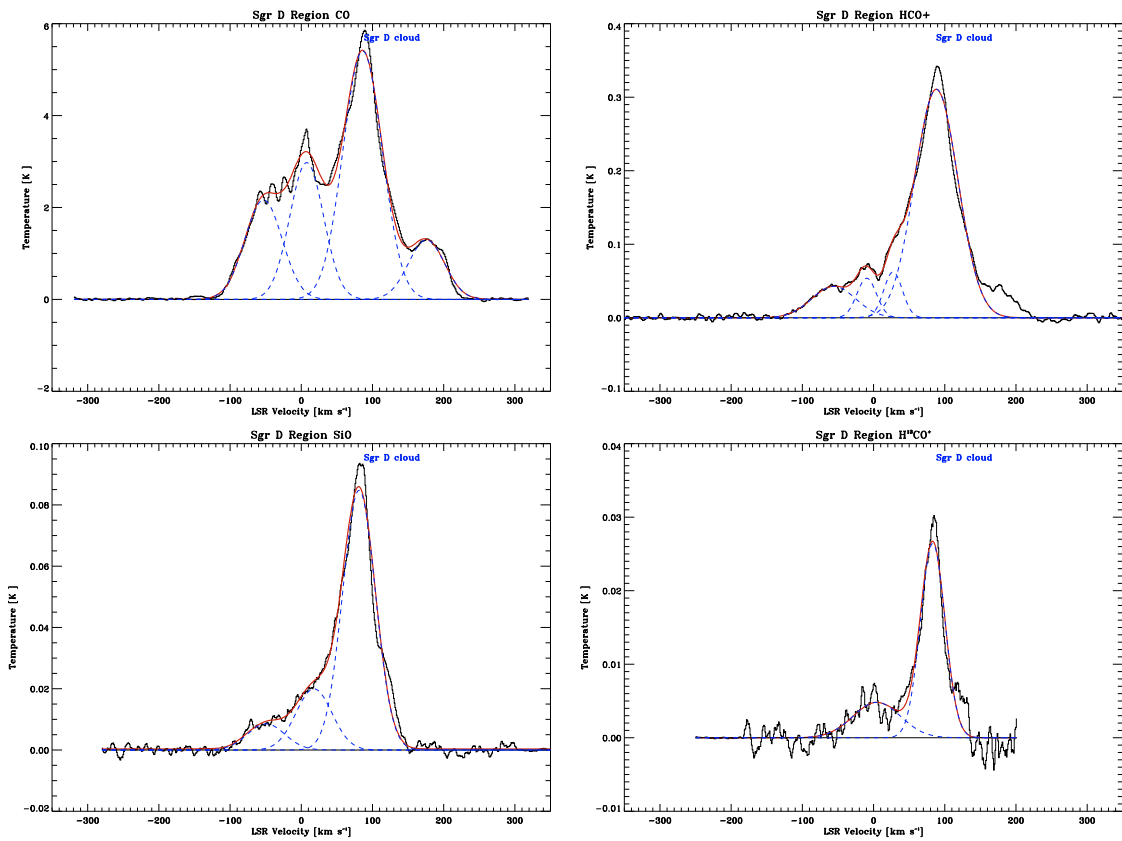 Sgr D Region CO
Sgr D cloud
Temperature [K ]
6
4
2
0
-2
-300 -200 -100 0 100 200 300
LSR Velocity [km s⁻¹]
Sgr D Region HCO+
Sgr D cloud
Temperature [K ]
0.4
0.3
0.2
0.1
0.0
-0.1
-300 -200 -100 0 100 200 300
LSR Velocity [km s⁻¹]
Sgr D Region SiO
Sgr D cloud
Temperature [K ]
0.10
0.08
0.06
0.04
0.02
0.00
-0.02
-300 -200 -100 0 100 200 300
LSR Velocity [km s⁻¹]
Sgr D Region H¹³CO⁺
Sgr D cloud
Temperature [K ]
0.04
0.03
0.02
0.01
0.00
-0.01
-300 -200 -100 0 100 200 300
LSR Velocity [km s⁻¹]